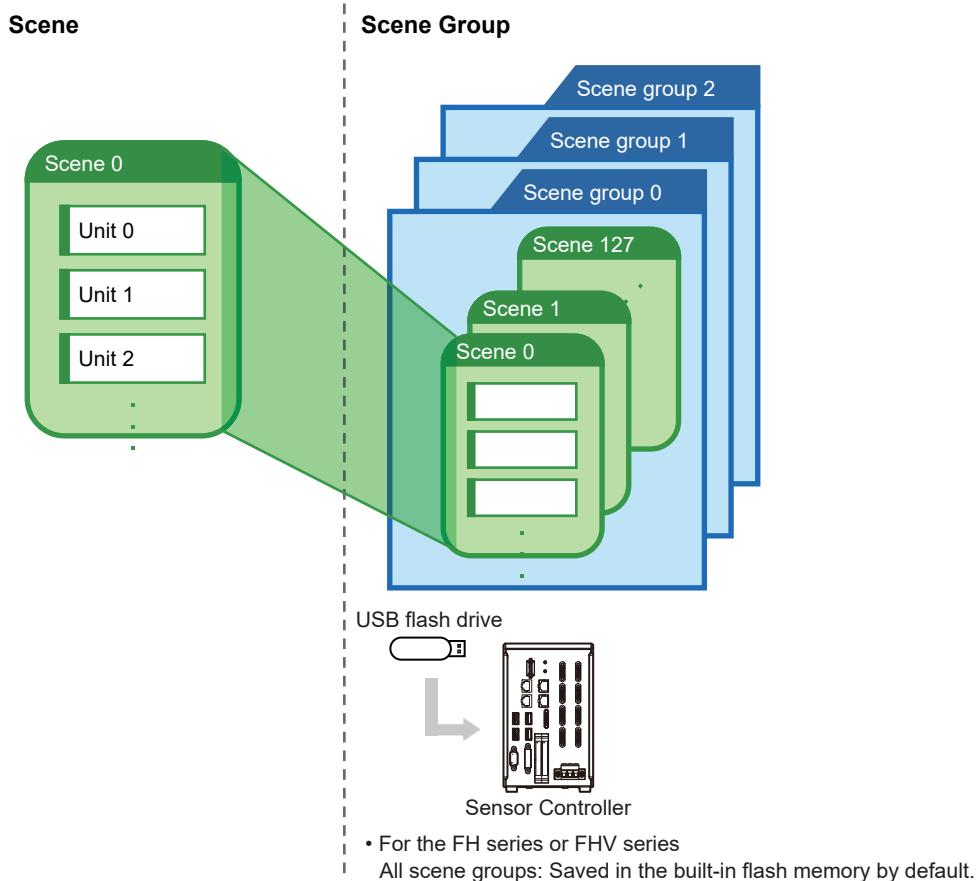 Scene
Scene Group
Scene 0
Unit 0
Unit 1
Unit 2
Scene group 2
Scene group 1
Scene group 0
Scene 127
Scene 1
Scene 0
USB flash drive
Sensor Controller
• For the FH series or FHV series
All scene groups: Saved in the built-in flash memory by default.